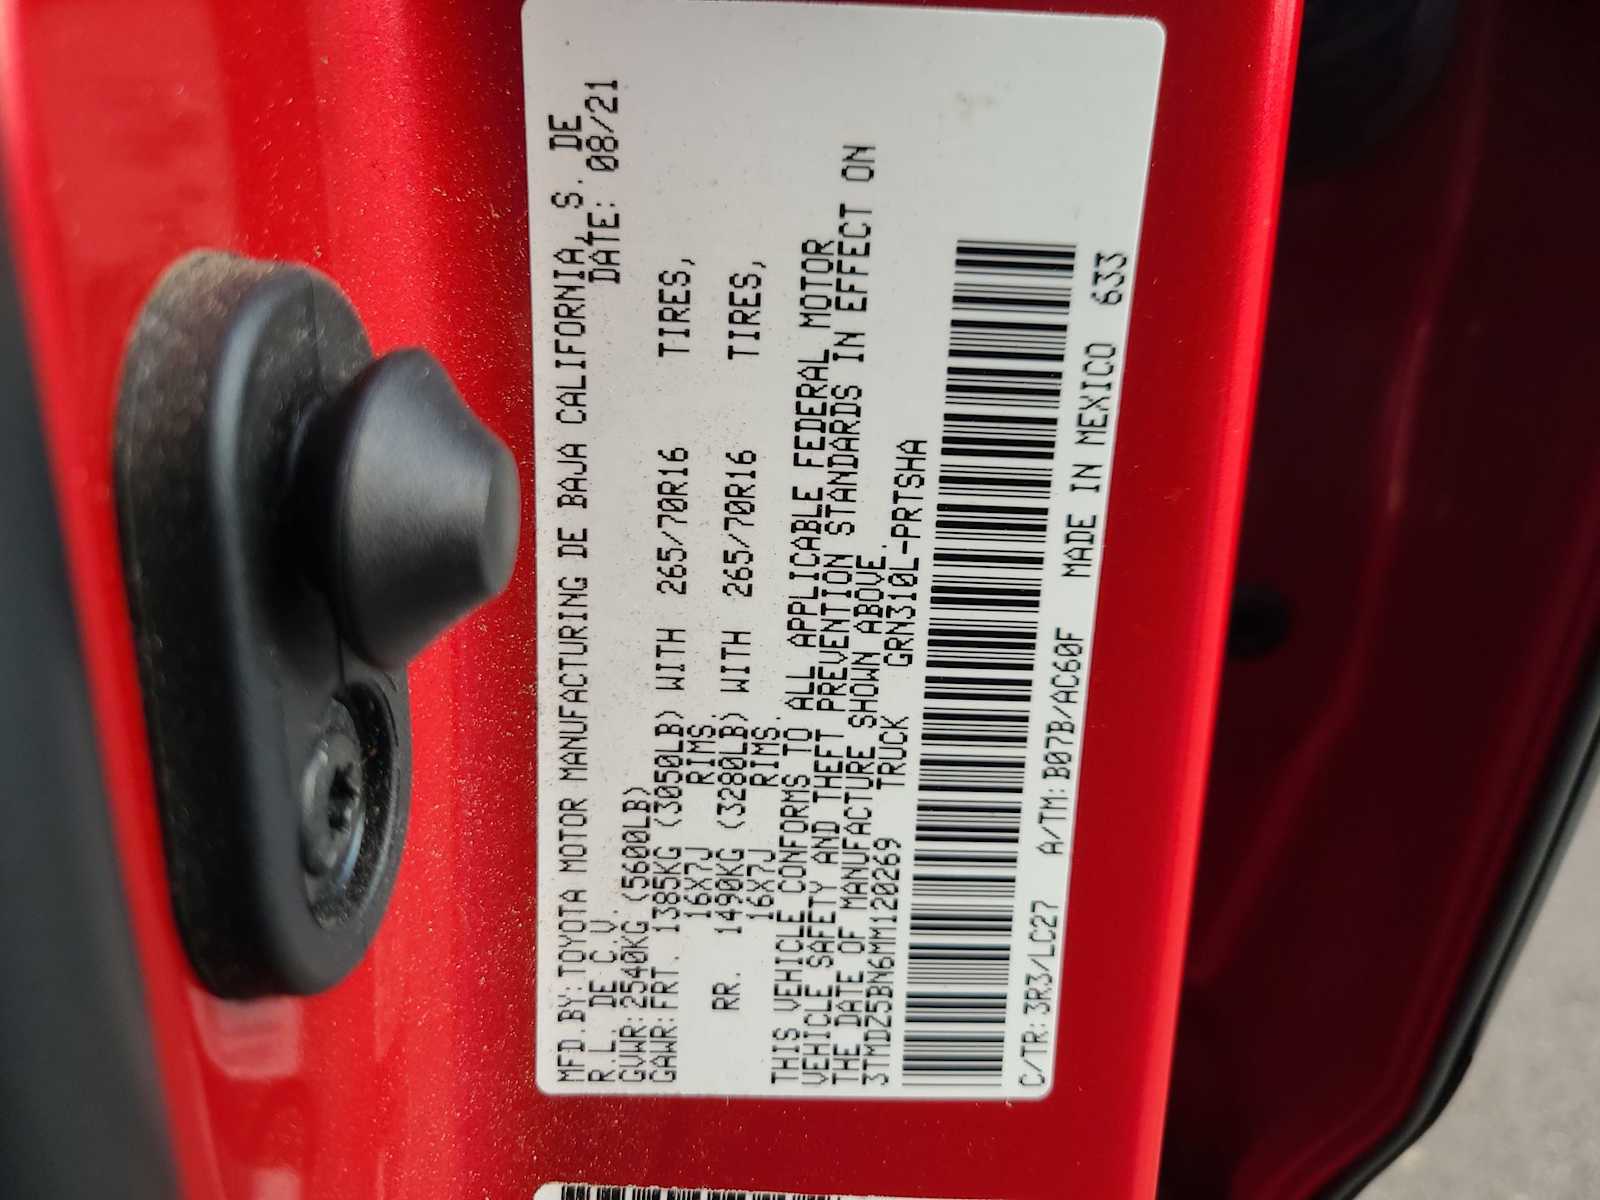 MFD.BY:TOYOTA MOTOR MANUFACTURING DE BAJA CALIFORNIA, S. DE
R.L. DE C.V. DATE: 08/21
GVWR:2540KG (5600LB)
GAWR:FRT. 1385KG (3050LB) WITH 265/70R16 TIRES,
16X7J RIMS.
RR. 1490KG (3280LB) WITH 265/70R16 TIRES,
16X7J RIMS.
THIS VEHICLE CONFORMS TO ALL APPLICABLE FEDERAL MOTOR
VEHICLE SAFETY AND THEFT PREVENTION STANDARDS IN EFFECT ON
THE DATE OF MANUFACTURE SHOWN ABOVE.
3TMDZ5BN6MM120269 TRUCK GRN310L-PRTSHA
C/TR:3R3/LC27 A/TM:B07B/AC60F MADE IN MEXICO 633